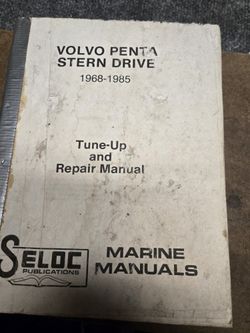 VOLVO PENTA
STERN DRIVE
1968-1985
Tune-Up
and
Repair Manual
SELOC
PUBLICATIONS
MARINE
MANUALS